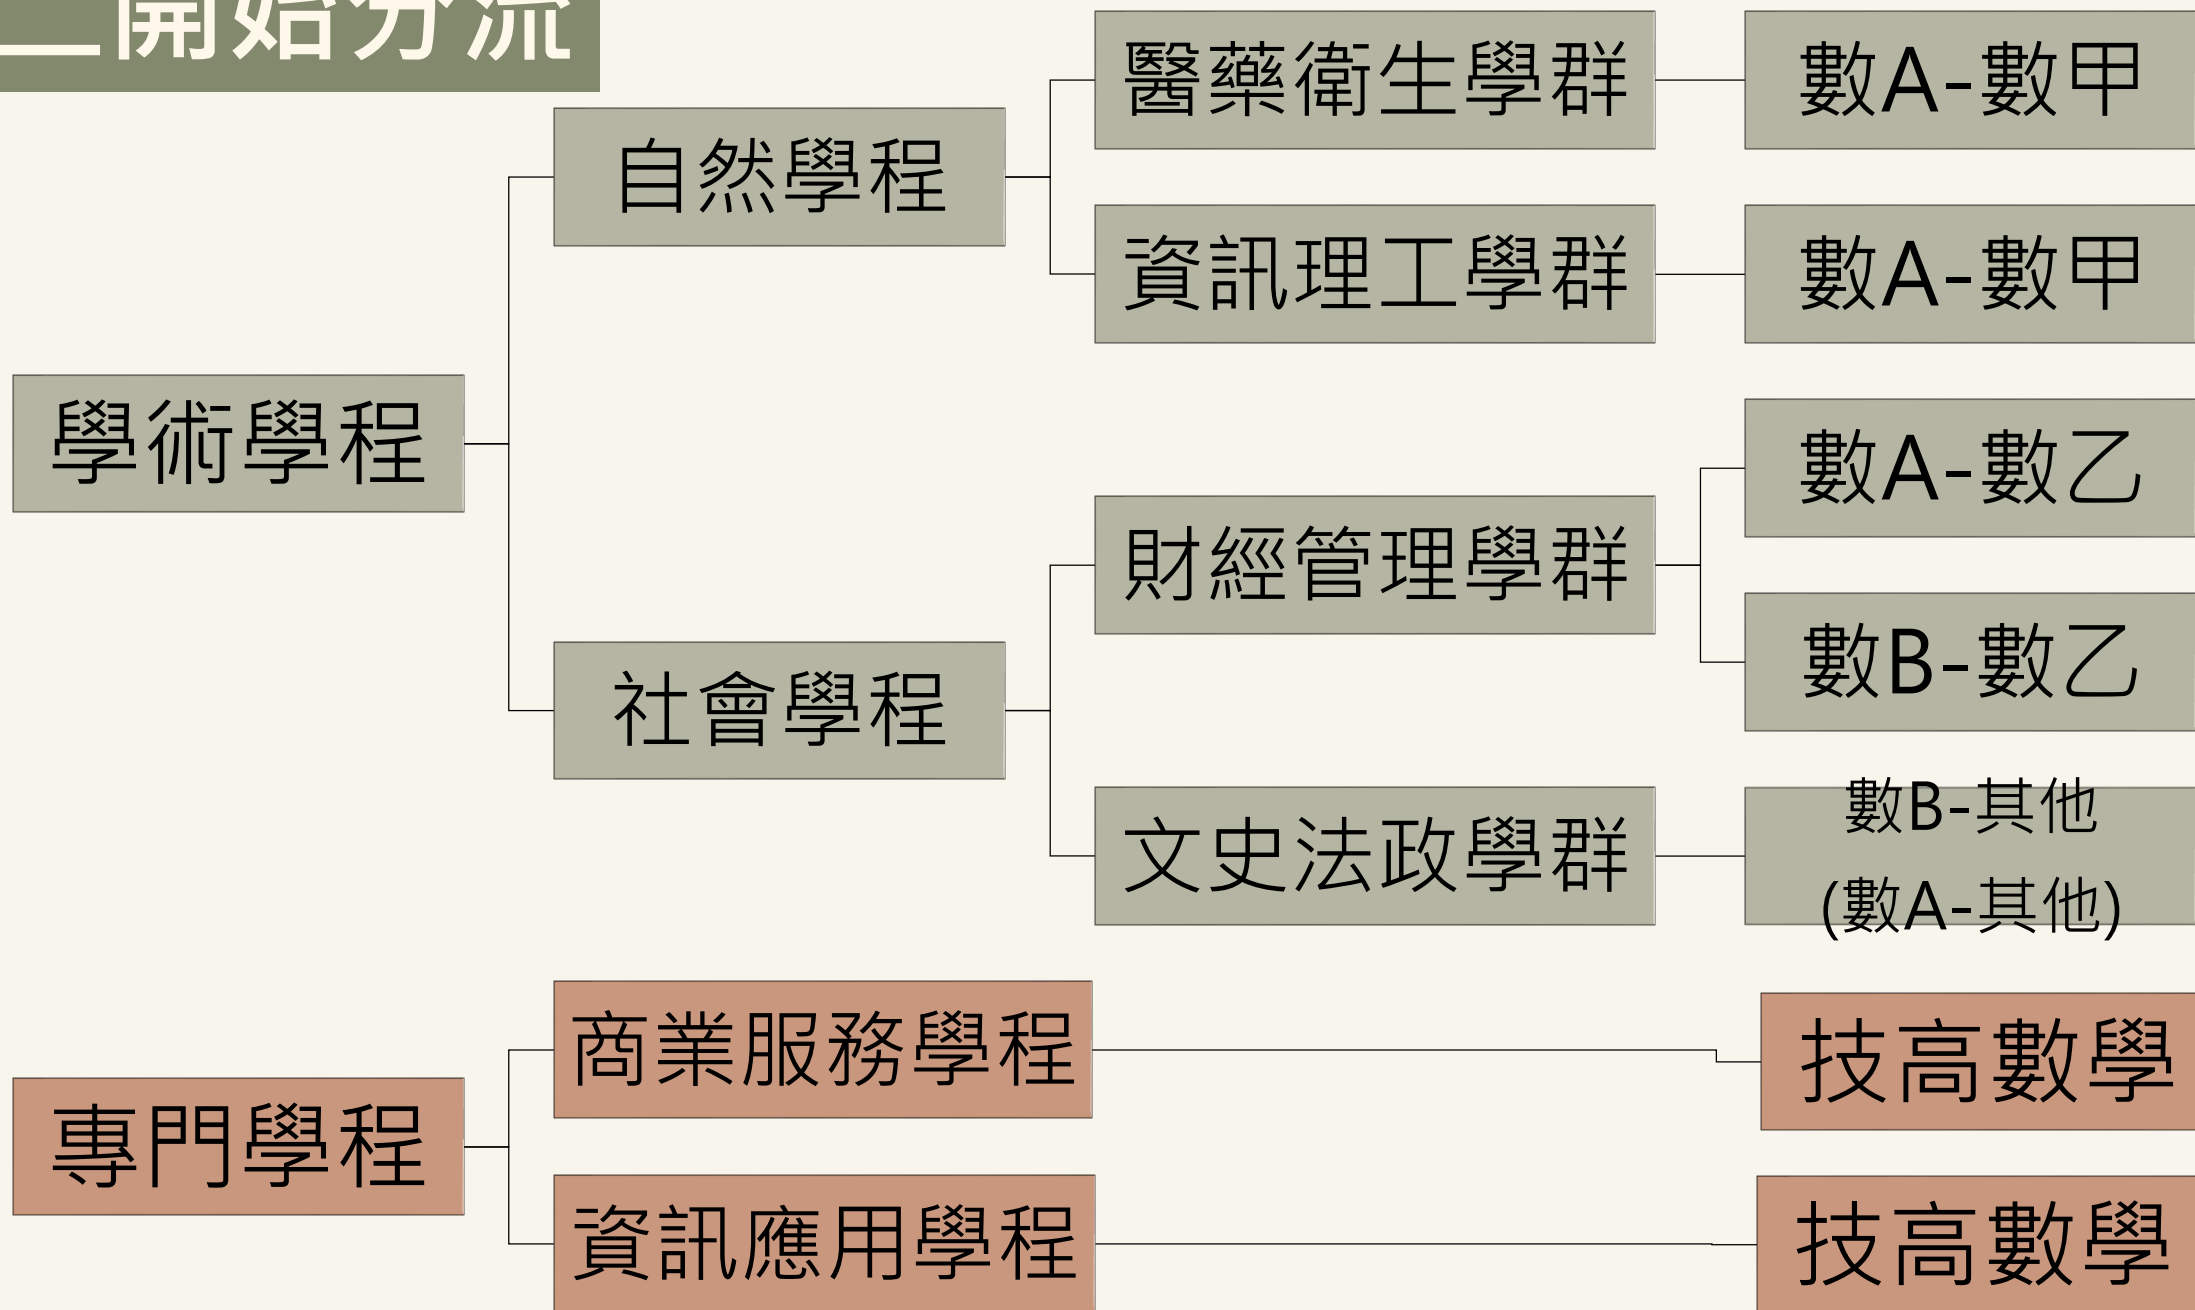 開始分流
學術學程
自然學程
醫藥衛生學群
數A-數甲
資訊理工學群
數A-數甲
社會學程
財經管理學群
數A-數乙
數B-數乙
文史法政學群
數B-其他
(數A-其他)
專門學程
商業服務學程
技高數學
資訊應用學程
技高數學